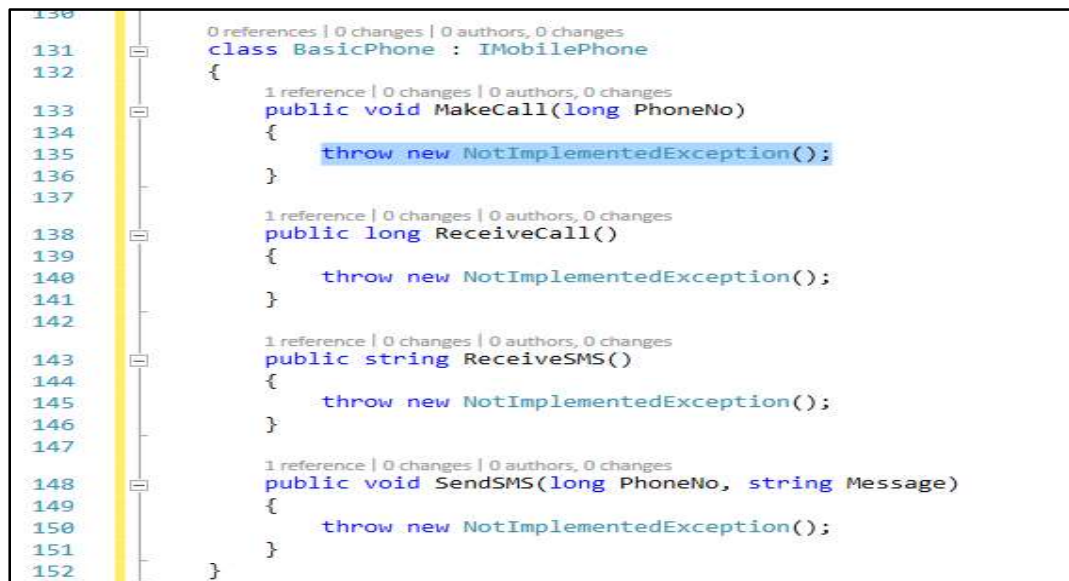 130
0 references | 0 changes | 0 authors, 0 changes
131 class BasicPhone : IMobilePhone
132 {
1 reference | 0 changes | 0 authors, 0 changes
133 public void MakeCall(long PhoneNo)
134 {
135 throw new NotImplementedException();
136 }
137
1 reference | 0 changes | 0 authors, 0 changes
138 public long ReceiveCall()
139 {
140 throw new NotImplementedException();
141 }
142
1 reference | 0 changes | 0 authors, 0 changes
143 public string ReceiveSMS()
144 {
145 throw new NotImplementedException();
146 }
147
1 reference | 0 changes | 0 authors, 0 changes
148 public void SendSMS(long PhoneNo, string Message)
149 {
150 throw new NotImplementedException();
151 }
152 }